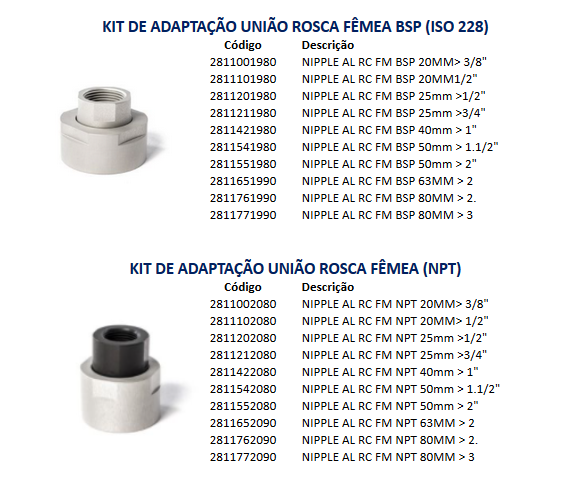 KIT DE ADAPTAÇÃO UNIÃO ROSCA FÊMEA BSP (ISO 228)
Código Descrição
2811001980 NIPPLE AL RC FM BSP 20MM> 3/8"
2811101980 NIPPLE AL RC FM BSP 20MM1/2"
2811201980 NIPPLE AL RC FM BSP 25mm >1/2"
2811211980 NIPPLE AL RC FM BSP 25mm >3/4"
2811421980 NIPPLE AL RC FM BSP 40mm > 1"
2811541980 NIPPLE AL RC FM BSP 50mm > 1.1/2"
2811551980 NIPPLE AL RC FM BSP 50mm > 2"
2811651990 NIPPLE AL RC FM BSP 63MM > 2
2811761990 NIPPLE AL RC FM BSP 80MM > 2.
2811771990 NIPPLE AL RC FM BSP 80MM > 3
KIT DE ADAPTAÇÃO UNIÃO ROSCA FÊMEA (NPT)
Código Descrição
2811002080 NIPPLE AL RC FM NPT 20MM> 3/8"
2811102080 NIPPLE AL RC FM NPT 20MM> 1/2"
2811202080 NIPPLE AL RC FM NPT 25mm >1/2"
2811212080 NIPPLE AL RC FM NPT 25mm >3/4"
2811422080 NIPPLE AL RC FM NPT 40mm > 1"
2811542080 NIPPLE AL RC FM NPT 50mm > 1.1/2"
2811552080 NIPPLE AL RC FM NPT 50mm > 2"
2811652090 NIPPLE AL RC FM NPT 63MM > 2
2811762090 NIPPLE AL RC FM NPT 80MM > 2.
2811772090 NIPPLE AL RC FM NPT 80MM > 3